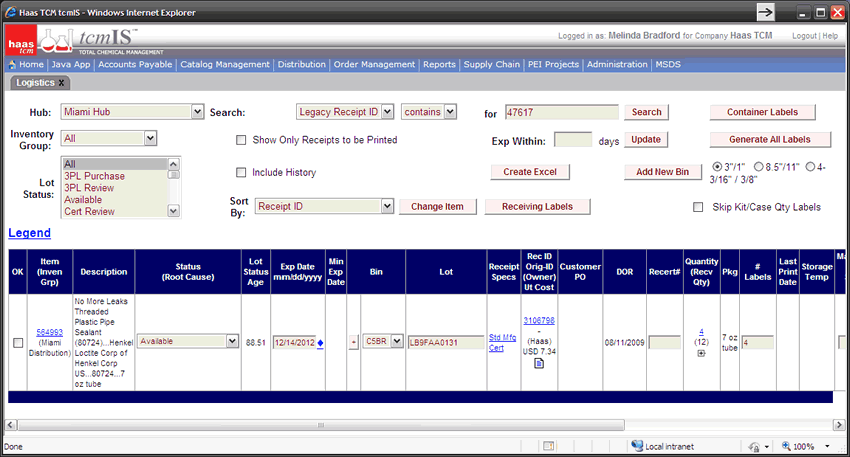 Haas TCM tcmIS - Windows Internet Explorer
haas tcm
tcmIS™
TOTAL CHEMICAL MANAGEMENT
Logged in as: Melinda Bradford for Company Haas TCM
Logout | Help
Home | Java App | Accounts Payable | Catalog Management | Distribution | Order Management | Reports | Supply Chain | PEI Projects | Administration | MSDS
Logistics X
Hub: Miami Hub Search: Legacy Receipt ID contains for 47617 Search Container Labels
Inventory Group: All Show Only Receipts to be Printed Exp Within: days Update Generate All Labels
Lot Status:
All
3PL Purchase
3PL Review
Available
Cert Review
Include History Create Excel Add New Bin 3"/1" 8.5"/11" 4-3/16" / 3/8"
Sort By: Receipt ID Change Item Receiving Labels Skip Kit/Case Qty Labels
Legend
OK
Item (Inven Grp)
Description
Status (Root Cause)
Lot Status Age
Exp Date mm/dd/yyyy
Min Exp Date
Bin
Lot
Receipt Specs
Rec ID Orig-ID (Owner) Ut Cost
Customer PO
DOR
Recert#
Quantity (Recv Qty)
Pkg
# Labels
Last Print Date
Storage Temp
584993 (Miami Distribution)
No More Leaks
Threaded
Plastic Pipe
Sealant
(80724)...Henkel
Loctite Corp of
Henkel Corp
US...80724...7
oz tube
Available
88.51
12/14/2012
+
C5BR
LB9FAA0131
Std Mfg Cert
3106798
-
(Haas)
USD 7.34
08/11/2009
4
(12)
7 oz tube
4
Done
Local intranet
100%